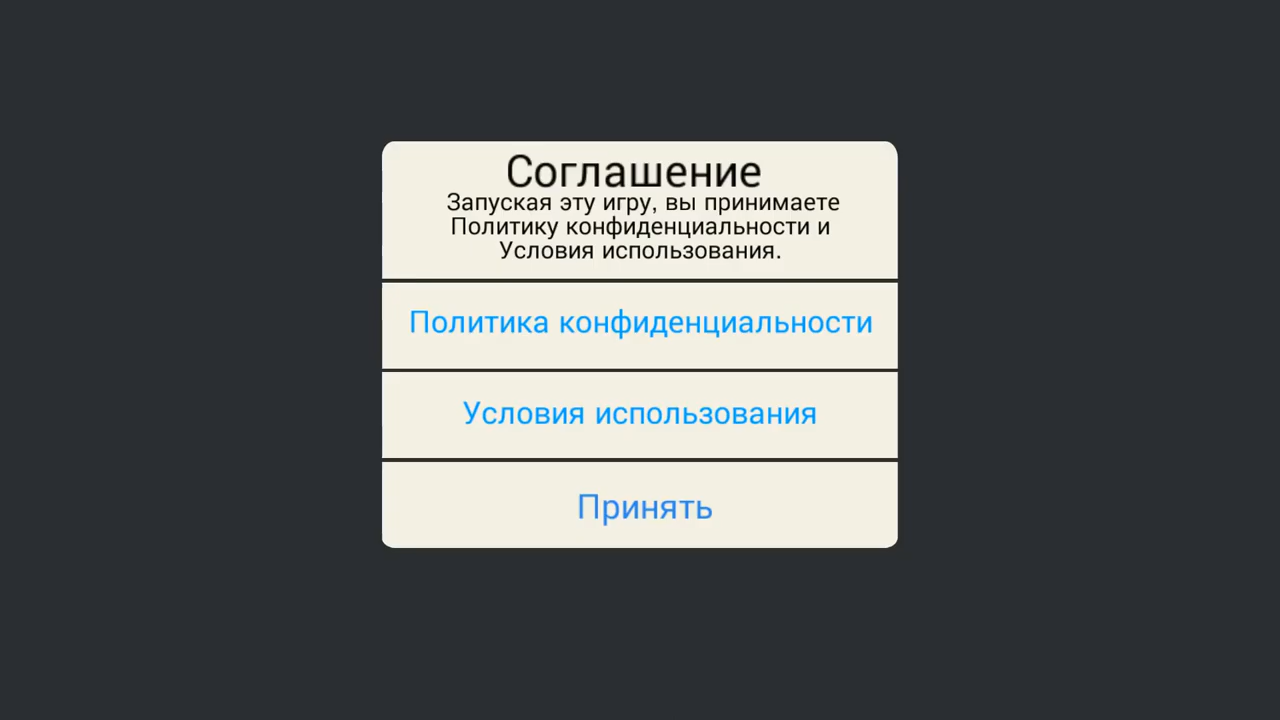 Соглашение
Запуская эту игру, вы принимаете
Политику конфиденциальности и
Условия использования.
Политика конфиденциальности
Условия использования
Принять